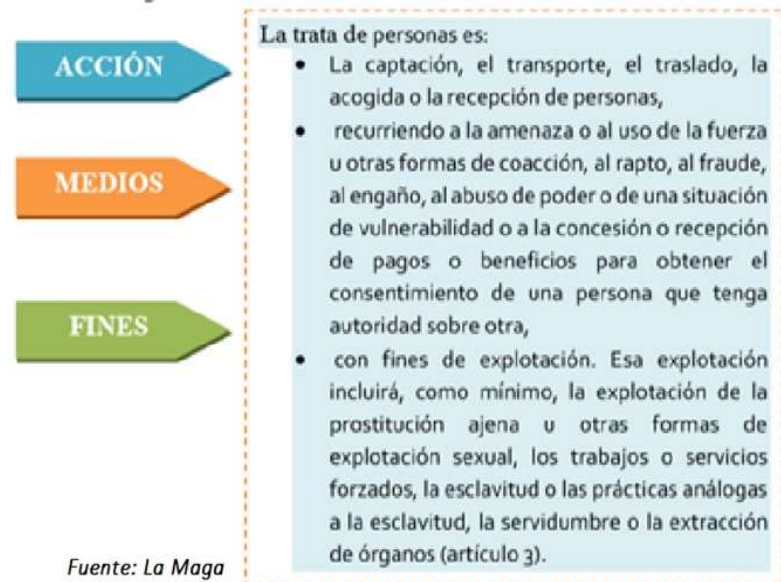 ACCIÓN
MEDIOS
FINES
La trata de personas es:
• La captación, el transporte, el traslado, la
acogida o la recepción de personas,
• recurriendo a la amenaza o al uso de la fuerza
u otras formas de coacción, al rapto, al fraude,
al engaño, al abuso de poder o de una situación
de vulnerabilidad o a la concesión o recepción
de pagos o beneficios para obtener el
consentimiento de una persona que tenga
autoridad sobre otra,
• con fines de explotación. Esa explotación
incluirá, como mínimo, la explotación de la
prostitución ajena u otras formas de
explotación sexual, los trabajos o servicios
forzados, la esclavitud o las prácticas análogas
a la esclavitud, la servidumbre o la extracción
de órganos (artículo 3).
Fuente: La Maga